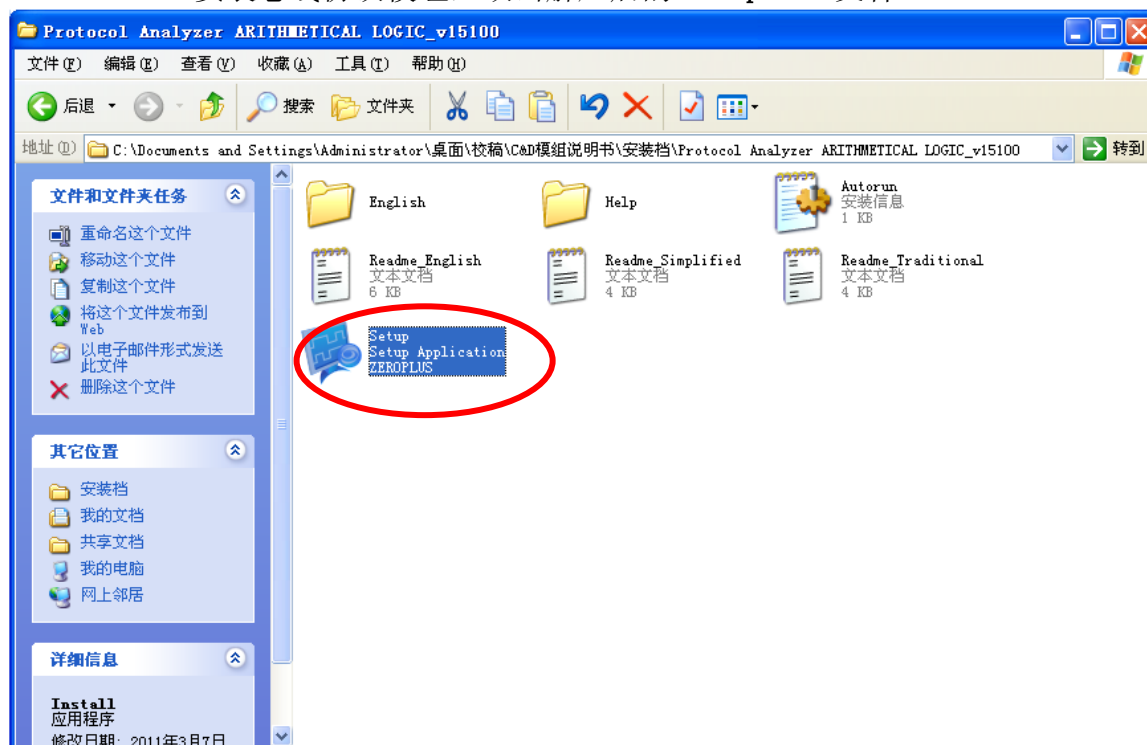 Protocol Analyzer ARITHMETICAL LOGIC_v15100
文件(F) 编辑(E) 查看(V) 收藏(A) 工具(T) 帮助(H)
后退 搜索 文件夹
地址(D) C:\Documents and Settings\Administrator\桌面\校稿\C&D模组说明书\安装档\Protocol Analyzer ARITHMETICAL LOGIC_v15100 转到
文件和文件夹任务
重命名这个文件
移动这个文件
复制这个文件
将这个文件发布到
Web
以电子邮件形式发送
此文件
删除这个文件
其它位置
安装档
我的文档
共享文档
我的电脑
网上邻居
详细信息
Install
应用程序
修改日期: 2011年3月7日
English
Help
Autorun
安装信息
1 KB
Readme_English
文本文档
6 KB
Readme_Simplified
文本文档
4 KB
Readme_Traditional
文本文档
4 KB
Setup
Setup Application
ZEROPLUS